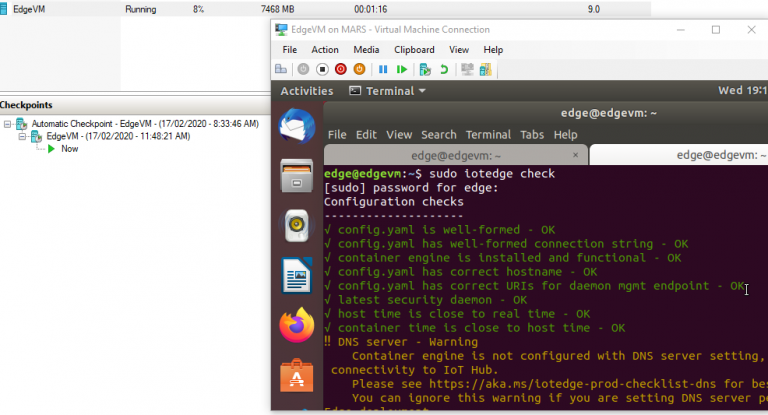 EdgeVM Running 8% 7468 MB 00:01:16 9.0
Checkpoints
Automatic Checkpoint - EdgeVM - (17/02/2020 - 8:33:46 AM)
EdgeVM - (17/02/2020 - 11:48:21 AM)
Now
EdgeVM on MARS - Virtual Machine Connection
File Action Media Clipboard View Help
Activities Terminal Wed 19:1
edge@edgevm: ~
File Edit View Search Terminal Tabs Help
edge@edgevm: ~ × edge@edgevm: ~
edge@edgevm:~$ sudo iotedge check
[sudo] password for edge:
Configuration checks
--------------------
√ config.yaml is well-formed - OK
√ config.yaml has well-formed connection string - OK
√ container engine is installed and functional - OK
√ config.yaml has correct hostname - OK
√ config.yaml has correct URIs for daemon mgmt endpoint - OK
√ latest security daemon - OK
√ host time is close to real time - OK
√ container time is close to host time - OK
‼ DNS server - Warning
Container engine is not configured with DNS server setting,
connectivity to IoT Hub.
Please see https://aka.ms/iotedge-prod-checklist-dns for bes
You can ignore this warning if you are setting DNS server pe
Edge deployment